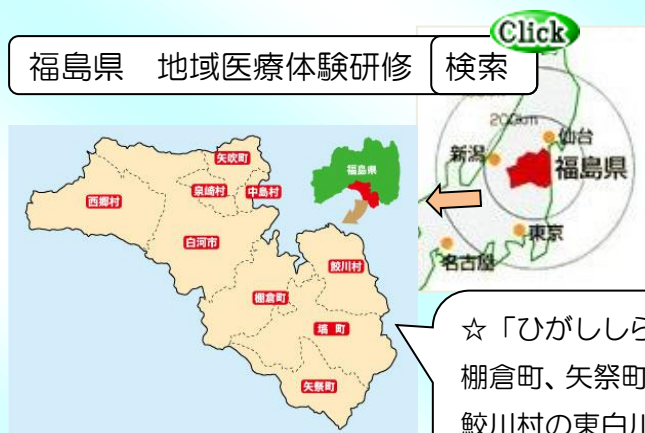 Click
福島県 地域医療体験研修 検索
200km
仙台
新潟
福島県
東京
名古屋
矢吹町
福島県
泉崎村
中島村
西郷村
白河市
鮫川村
棚倉町
塙町
矢祭町
☆「ひがししら
棚倉町、矢祭町
鮫川村の東白川